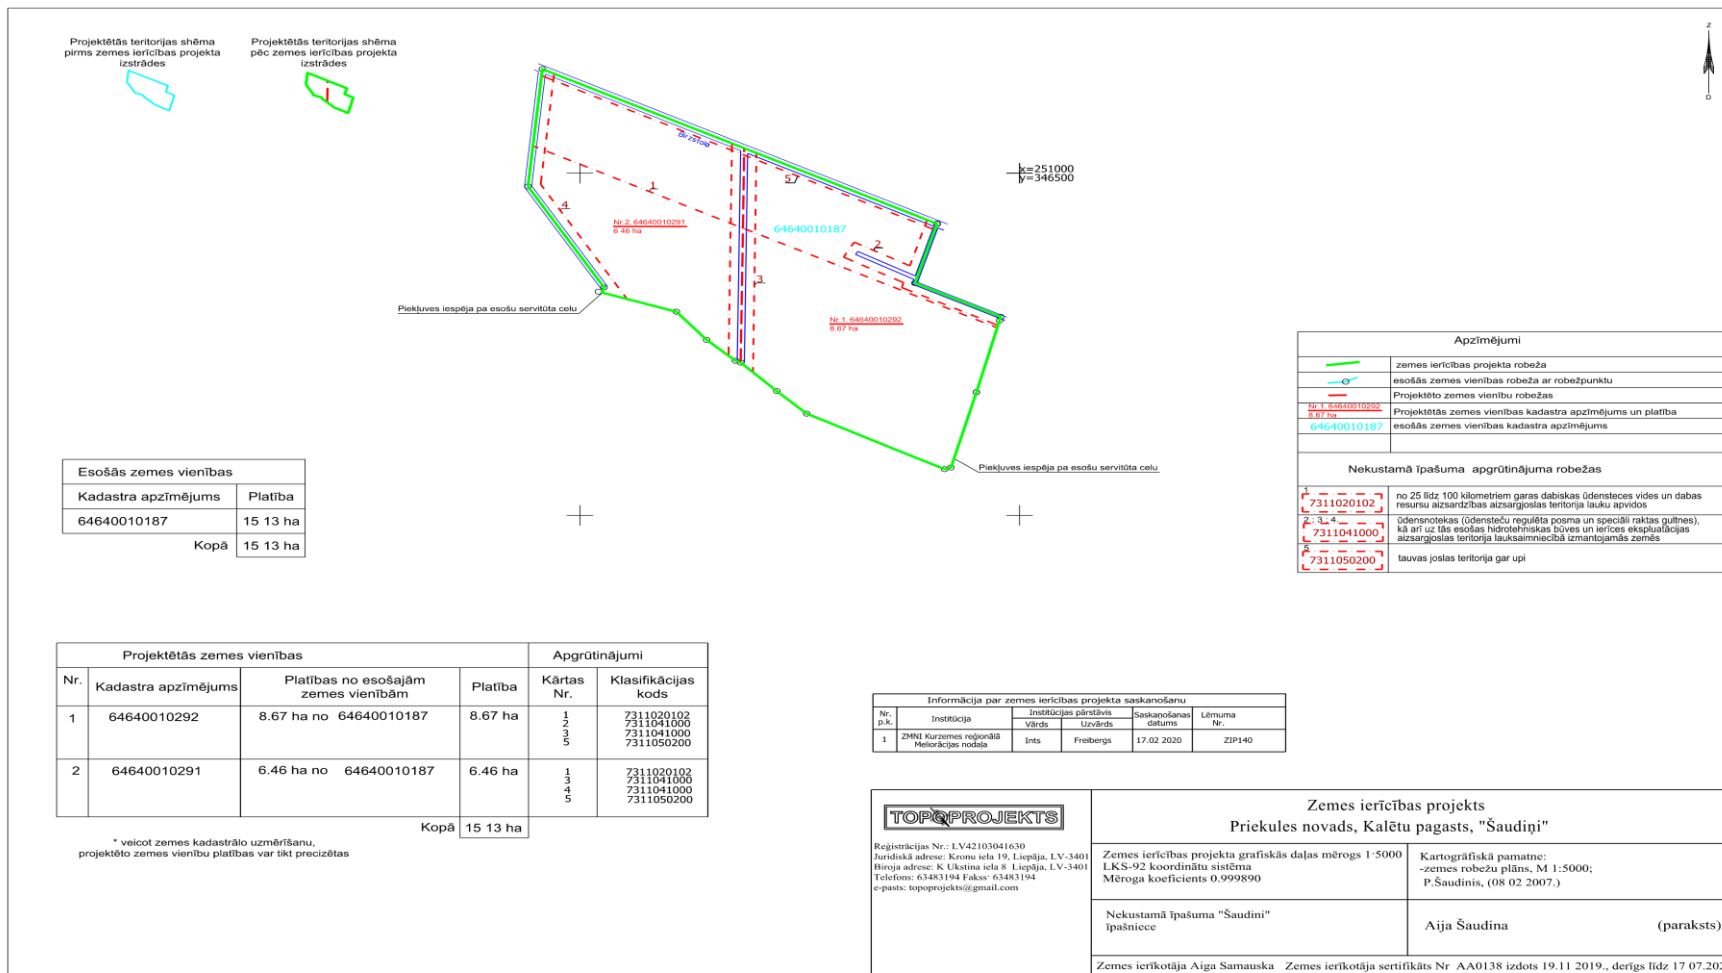 Projektētās teritorijas shēma
pirms zemes ierīcības projekta
izstrādes
Projektētās teritorijas shēma
pēc zemes ierīcības projekta
izstrādes
Z
D
x=251000
y=346500
Birzstole
1
5
4
Nr.2. 64640010291
6 46 ha
64640010187
2
3
Nr.1. 64640010292
8.67 ha
Piekļuves iespēja pa esošu servitūta ceļu
Piekļuves iespēja pa esošu servitūta ceļu
Apzīmējumi
zemes ierīcības projekta robeža
esošās zemes vienības robeža ar robežpunktu
Projektēto zemes vienību robežas
Nr.1. 64640010292
8.67 ha
Projektētās zemes vienības kadastra apzīmējums un platība
64640010187 esošās zemes vienības kadastra apzīmējums
Nekustamā īpašuma apgrūtinājuma robežas
1
7311020102
no 25 līdz 100 kilometriem garas dabiskas ūdensteces vides un dabas
resursu aizsardzības aizsargjoslas teritorija lauku apvidos
2.; 3.; 4.
7311041000
ūdensnotekas (ūdensteču regulēta posma un speciāli raktas gultnes),
kā arī uz tās esošas hidrotehniskas būves un ierīces ekspluatācijas
aizsargjoslas teritorija lauksaimniecībā izmantojamās zemēs
5
7311050200
tauvas joslas teritorija gar upi
Esošās zemes vienības
Kadastra apzīmējums Platība
64640010187 15 13 ha
Kopā 15 13 ha
Projektētās zemes vienības Apgrūtinājumi
Nr. Kadastra apzīmējums Platības no esošajām zemes vienībām Platība Kārtas Nr. Klasifikācijas kods
1 64640010292 8.67 ha no 64640010187 8.67 ha
1 7311020102
2 7311041000
3 7311041000
5 7311050200
2 64640010291 6.46 ha no 64640010187 6.46 ha
1 7311020102
3 7311041000
4 7311041000
5 7311050200
Kopā 15 13 ha
* veicot zemes kadastrālo uzmērīšanu,
projektēto zemes vienību platības var tikt precizētas
Informācija par zemes ierīcības projekta saskaņošanu
Nr. p.k. Institūcija Institūcijas pārstāvis Vārds Uzvārds Saskaņošanas datums Lēmuma Nr.
1 ZMNI Kurzemes reģionālā Meliorācijas nodaļa Ints Freibergs 17.02 2020 ZIP140
TOPOPROJEKTS
Reģistrācijas Nr.: LV42103041630
Juridiskā adrese: Kroņu iela 19, Liepāja, LV-3401
Biroja adrese: K Ukstiņa iela 8 Liepāja, LV-3401
Telefons: 63483194 Fakss: 63483194
e-pasts: topoprojekts@gmail.com
Zemes ierīcības projekts
Priekules novads, Kalētu pagasts, "Šaudiņi"
Zemes ierīcības projekta grafiskās daļas mērogs 1:5000
LKS-92 koordinātu sistēma
Mēroga koeficients 0.999890
Kartogrāfiskā pamatne:
-zemes robežu plāns, M 1:5000;
P.Šaudinis, (08 02 2007.)
Nekustamā īpašuma "Šaudiņi"
īpašniece
Aija Šaudina (paraksts)
Zemes ierīkotāja Aiga Samauska Zemes ierīkotāja sertifikāts Nr AA0138 izdots 19.11 2019., derīgs līdz 17 07.202